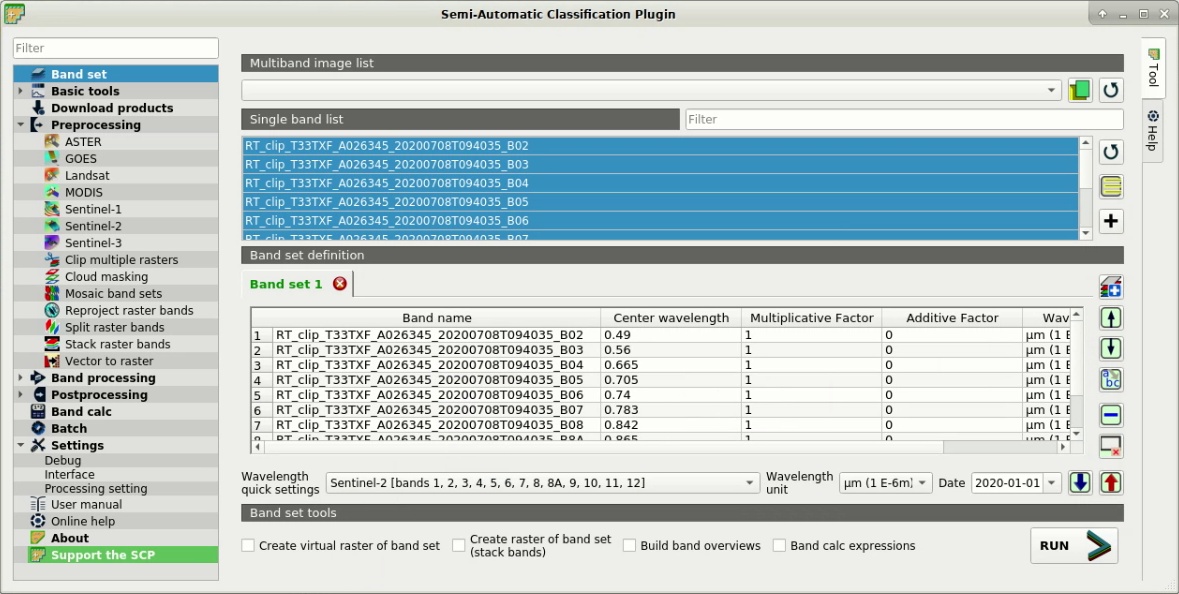 Semi-Automatic Classification Plugin
Filter
Band set
Basic tools
Download products
Preprocessing
ASTER
GOES
Landsat
MODIS
Sentinel-1
Sentinel-2
Sentinel-3
Clip multiple rasters
Cloud masking
Mosaic band sets
Reproject raster bands
Split raster bands
Stack raster bands
Vector to raster
Band processing
Postprocessing
Band calc
Batch
Settings
Debug
Interface
Processing setting
User manual
Online help
About
Support the SCP
Multiband image list
Single band list
Filter
RT_clip_T33TXF_A026345_20200708T094035_B02
RT_clip_T33TXF_A026345_20200708T094035_B03
RT_clip_T33TXF_A026345_20200708T094035_B04
RT_clip_T33TXF_A026345_20200708T094035_B05
RT_clip_T33TXF_A026345_20200708T094035_B06
RT_clip_T33TXF_A026345_20200708T094035_B07
Band set definition
Band set 1
Band name Center wavelength Multiplicative Factor Additive Factor Wav
1 RT_clip_T33TXF_A026345_20200708T094035_B02 0.49 1 0 µm (1 E
2 RT_clip_T33TXF_A026345_20200708T094035_B03 0.56 1 0 µm (1 E
3 RT_clip_T33TXF_A026345_20200708T094035_B04 0.665 1 0 µm (1 E
4 RT_clip_T33TXF_A026345_20200708T094035_B05 0.705 1 0 µm (1 E
5 RT_clip_T33TXF_A026345_20200708T094035_B06 0.74 1 0 µm (1 E
6 RT_clip_T33TXF_A026345_20200708T094035_B07 0.783 1 0 µm (1 E
7 RT_clip_T33TXF_A026345_20200708T094035_B08 0.842 1 0 µm (1 E
8 RT_clip_T33TXF_A026345_20200708T094035_B8A 0.865 1 0 µm (1 E
Wavelength
quick settings
Sentinel-2 [bands 1, 2, 3, 4, 5, 6, 7, 8, 8A, 9, 10, 11, 12]
Wavelength
unit
µm (1 E-6m)
Date
2020-01-01
Band set tools
Create virtual raster of band set
Create raster of band set
(stack bands)
Build band overviews
Band calc expressions
RUN
Tool
Help